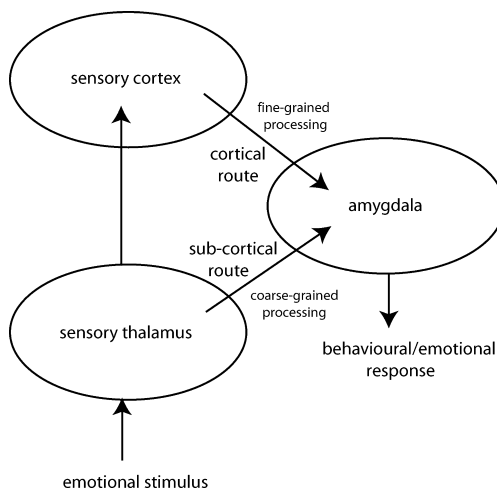 sensory cortex
fine-grained
processing
cortical
route
amygdala
sub-cortical
route
coarse-grained
processing
sensory thalamus
behavioural/emotional
response
emotional stimulus